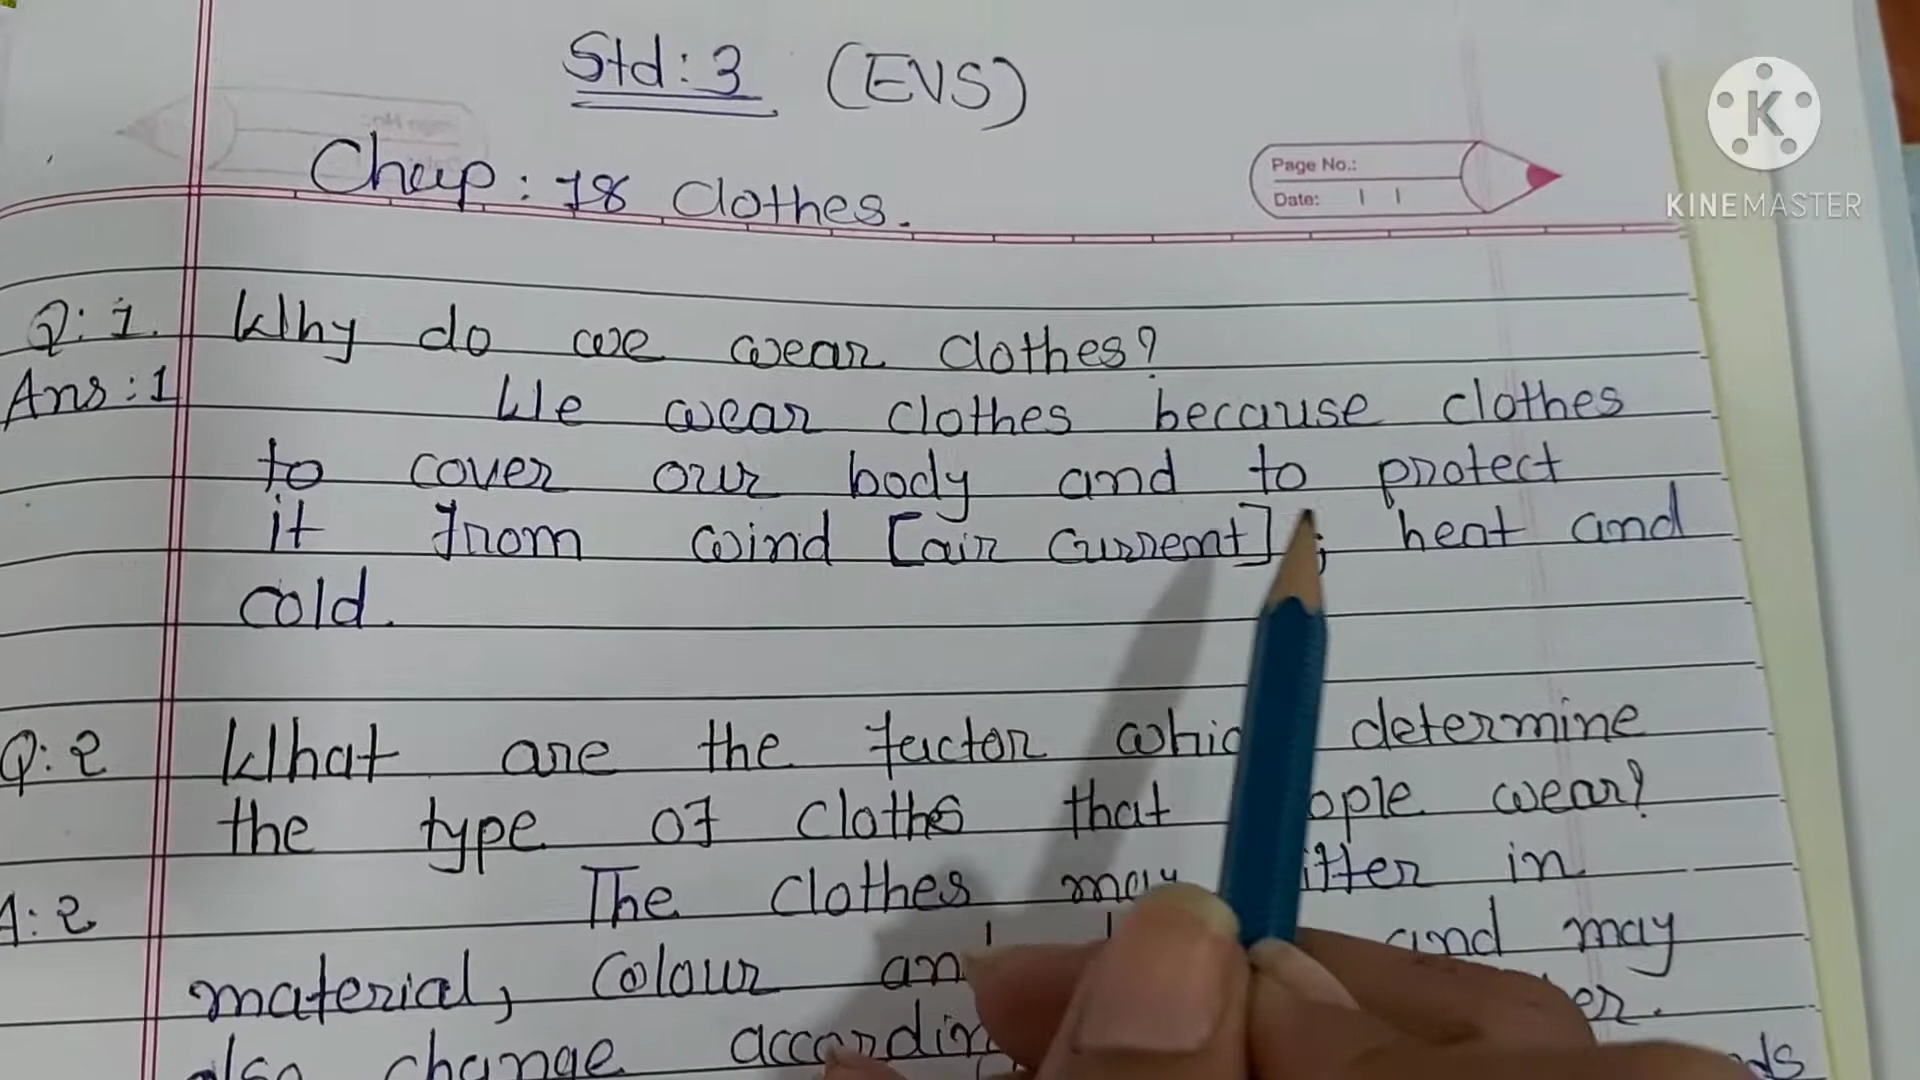 Std: 3 (EVS)
Chap: 18 Clothes.
Page No.:
Date:
K
KINEMASTER
Q: 1. Why do we wear clothes?
Ans: 1 We wear clothes because clothes
to cover our body and to protect
it from wind [air current], heat and
cold.
Q: 2 What are the factor which determine
the type of clothes that people wear?
A: 2 The clothes may differ in
material, colour and and may
also change according